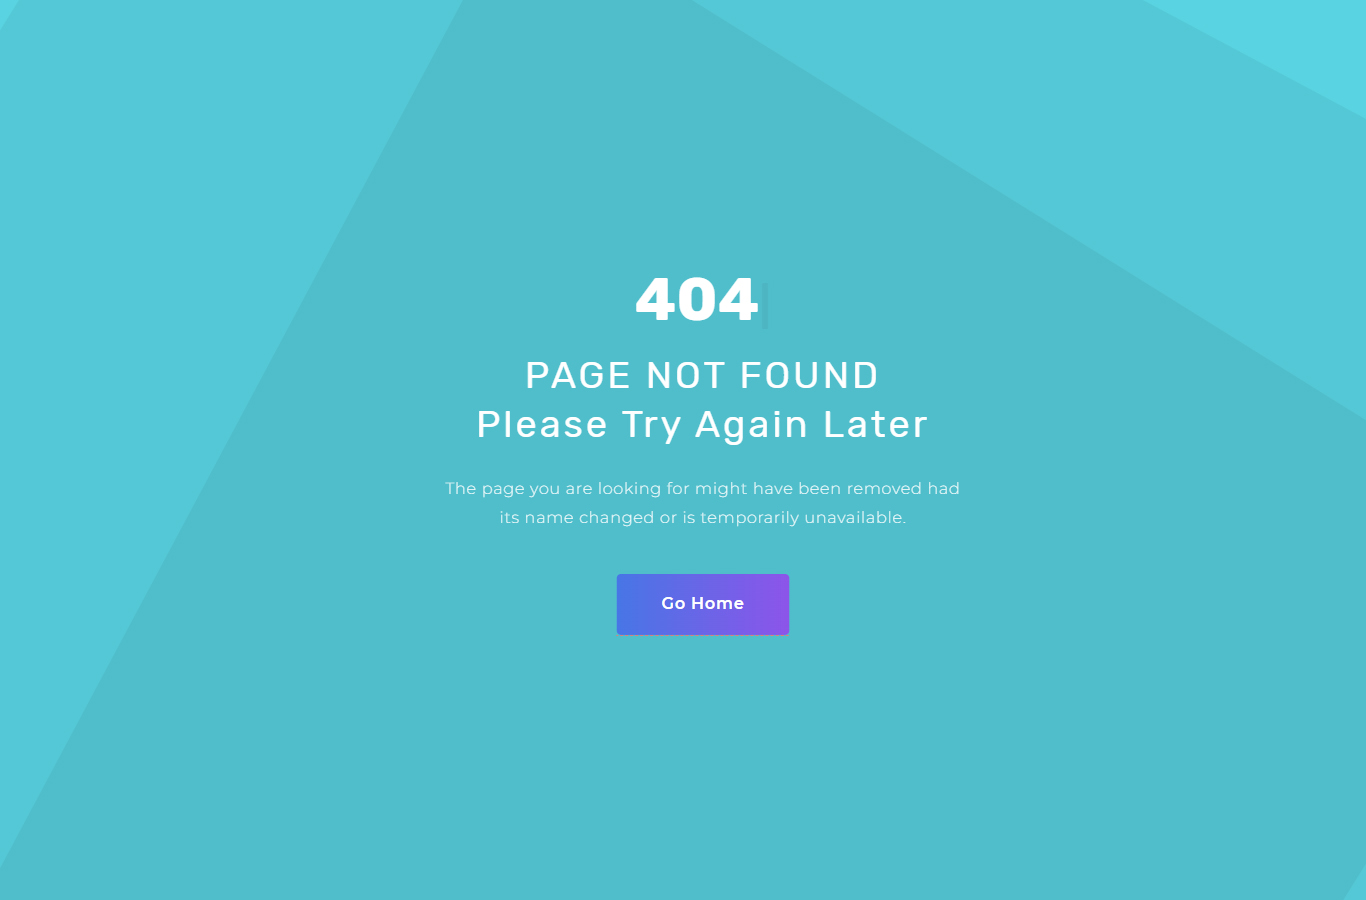 404
PAGE NOT FOUND
Please Try Again Later
The page you are looking for might have been removed had
its name changed or is temporarily unavailable.
Go Home